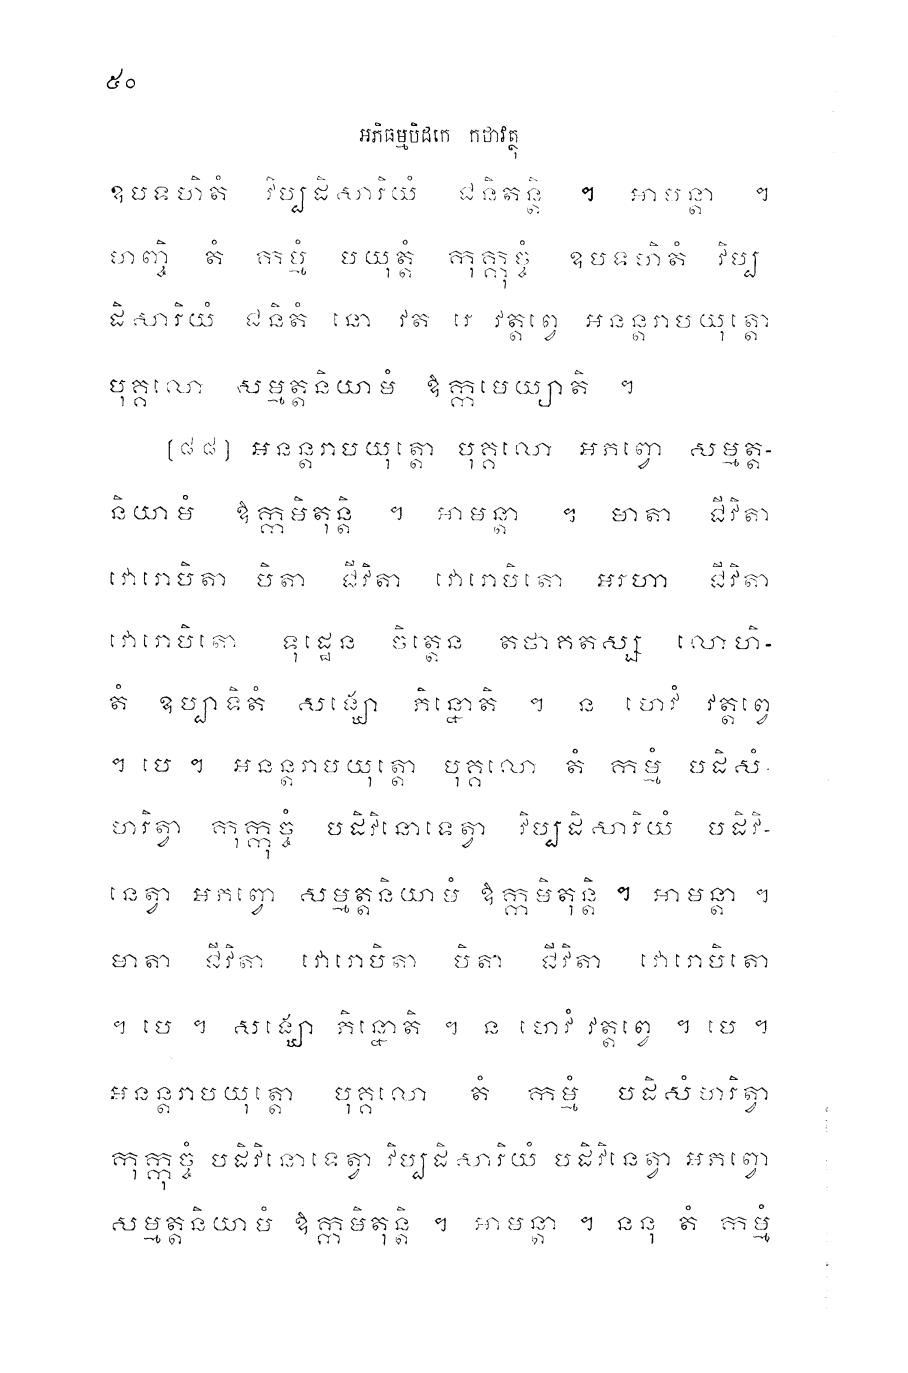 ៥០
អភិធម្មបិដកេ កថាវត្ថុ
ឧបទហិតំ វិប្បដិសារិយំ ជនិតន្តិ ។ អាមន្តា ។
ហញ្ចិ តំ កម្មំ បយុត្តំ កុក្កុច្ចំ ឧបទហិតំ វិប្ប
ដិសារិយំ ជនិតំ នោ វត រេ វត្តព្វេ អនន្តរាបយុត្តោ
បុគ្គលោ សម្មត្តនិយាមំ ឱក្កមេយ្យាតិ ។
(៨៨) អនន្តរាបយុត្តោ បុគ្គលោ អភព្វោ សម្មត្ត-
និយាមំ ឱក្កមិតុន្តិ ។ អាមន្តា ។ មាតា ជីវិតា
វោរោបិតា បិតា ជីវិតា វោរោបិតោ អរហា ជីវិតា
វោរោបិតោ ទុដ្ឋេន ចិត្តេន តថាគតស្ស លោហិ-
តំ ឧប្បាទិតំ សង្ឃោ ភិន្នោតិ ។ ន ហេវំ វត្តព្វេ
។ បេ ។ អនន្តរាបយុត្តោ បុគ្គលោ តំ កម្មំ បដិសំ-
ហរិត្វា កុក្កុច្ចំ បដិវិនោទេត្វា វិប្បដិសារិយំ បដិវិ-
នេត្វា អភព្វោ សម្មត្តនិយាមំ ឱក្កមិតុន្តិ ។ អាមន្តា ។
មាតា ជីវិតា វោរោបិតា បិតា ជីវិតា វោរោបិតោ
។ បេ ។ សង្ឃោ ភិន្នោតិ ។ ន ហេវំ វត្តព្វេ ។ បេ ។
អនន្តរាបយុត្តោ បុគ្គលោ តំ កម្មំ បដិសំហរិត្វា
កុក្កុច្ចំ បដិវិនោទេត្វា វិប្បដិសារិយំ បដិវិនេត្វា អភព្វោ
សម្មត្តនិយាមំ ឱក្កមិតុន្តិ ។ អាមន្តា ។ ននុ តំ កម្មំ